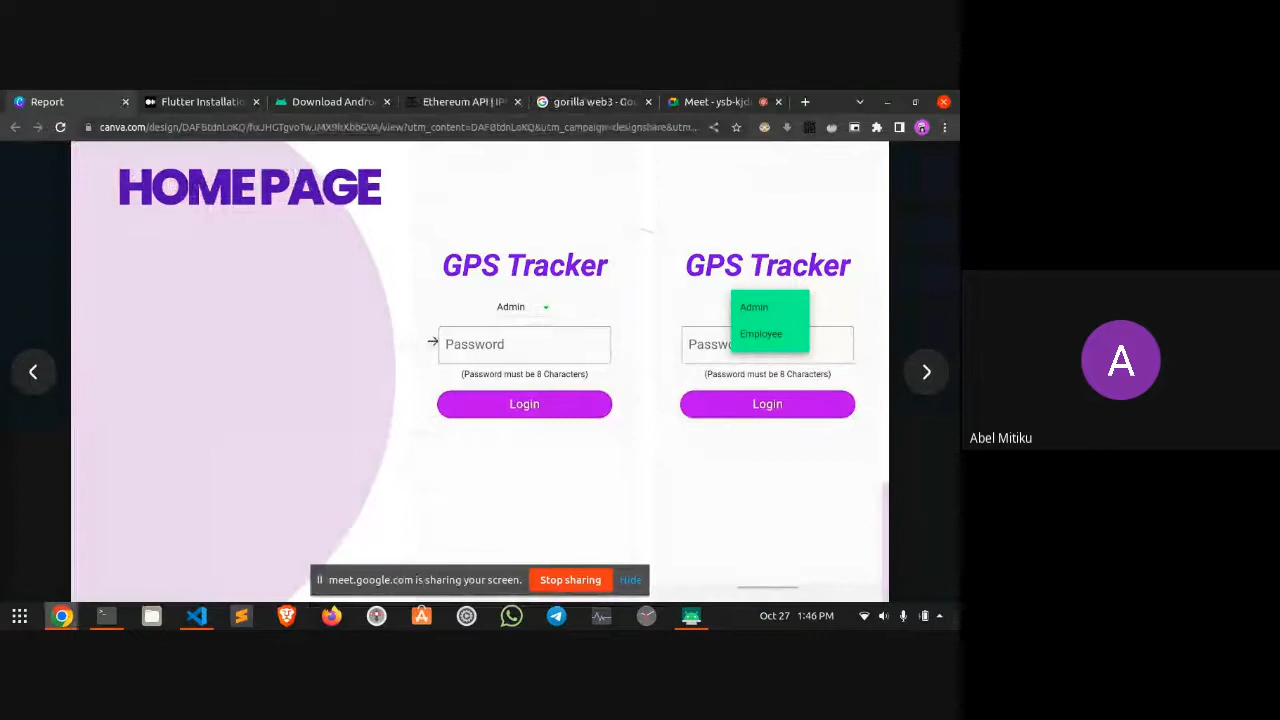 Report
Flutter Installatio
Download Andro
Ethereum API | IP
gorilla web3 - Go
Meet - ysb-kjd
HOMEPAGE
GPS Tracker
Admin
Password
(Password must be 8 Characters)
Login
GPS Tracker
Admin
Employee
Passw
(Password must be 8 Characters)
Login
A
Abel Mitiku
meet.google.com is sharing your screen.
Stop sharing
Hide
Oct 27 1:46 PM